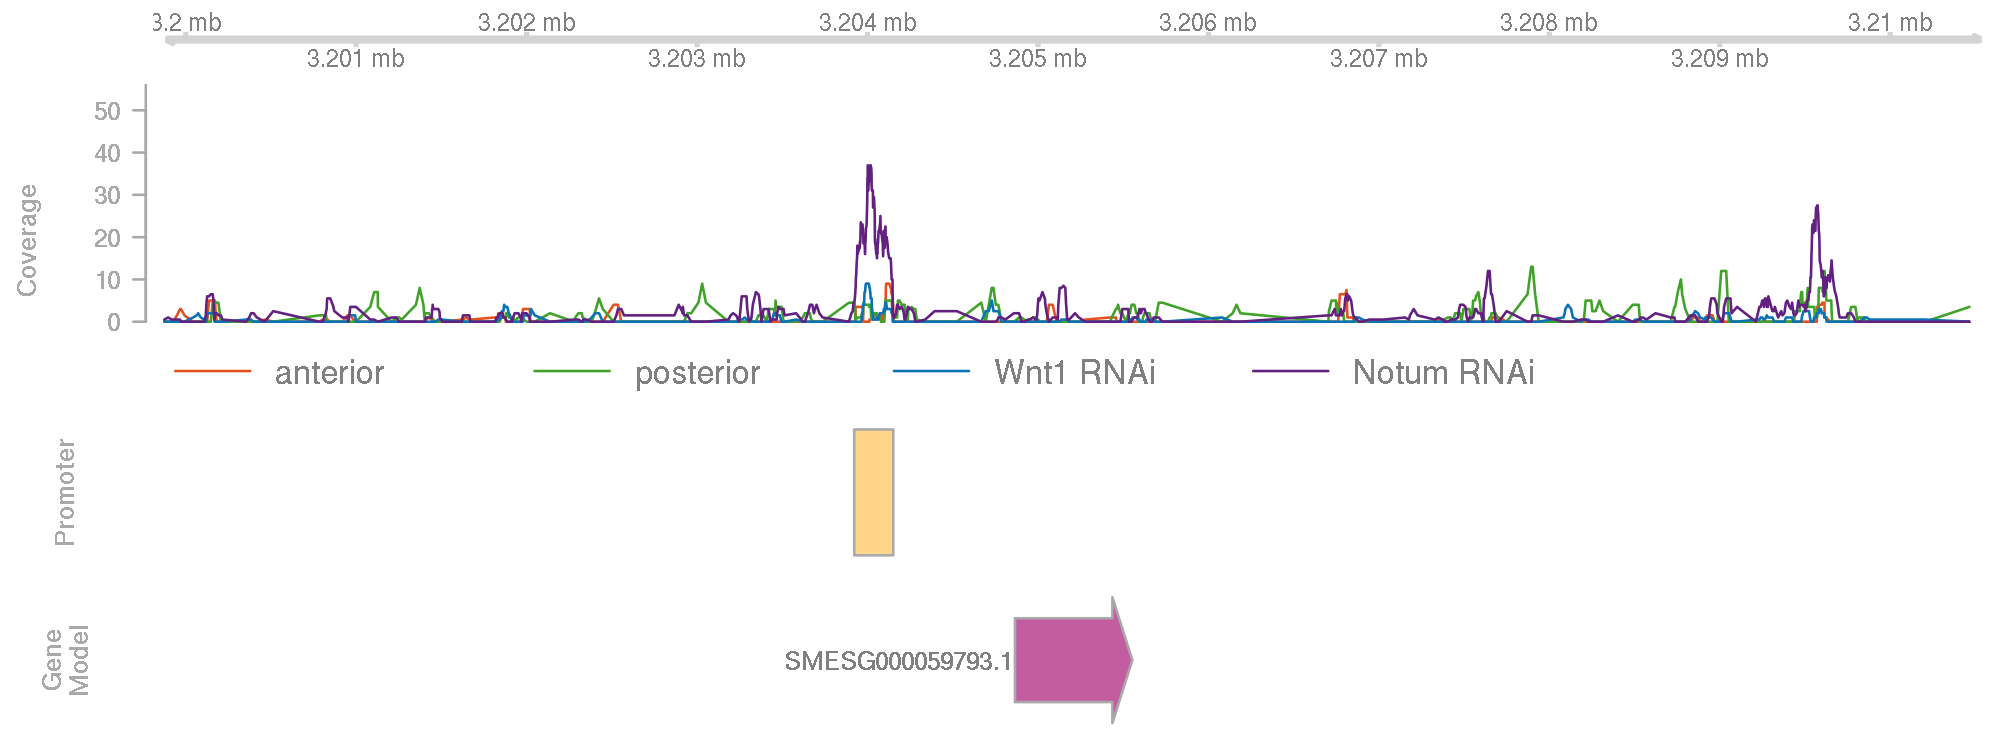 3.2 mb 3.202 mb 3.204 mb 3.206 mb 3.208 mb 3.21 mb
3.201 mb 3.203 mb 3.205 mb 3.207 mb 3.209 mb
50
40
30
20
10
0
Coverage
anterior posterior Wnt1 RNAi Notum RNAi
Promoter
Gene
Model
SMESG000059793.1